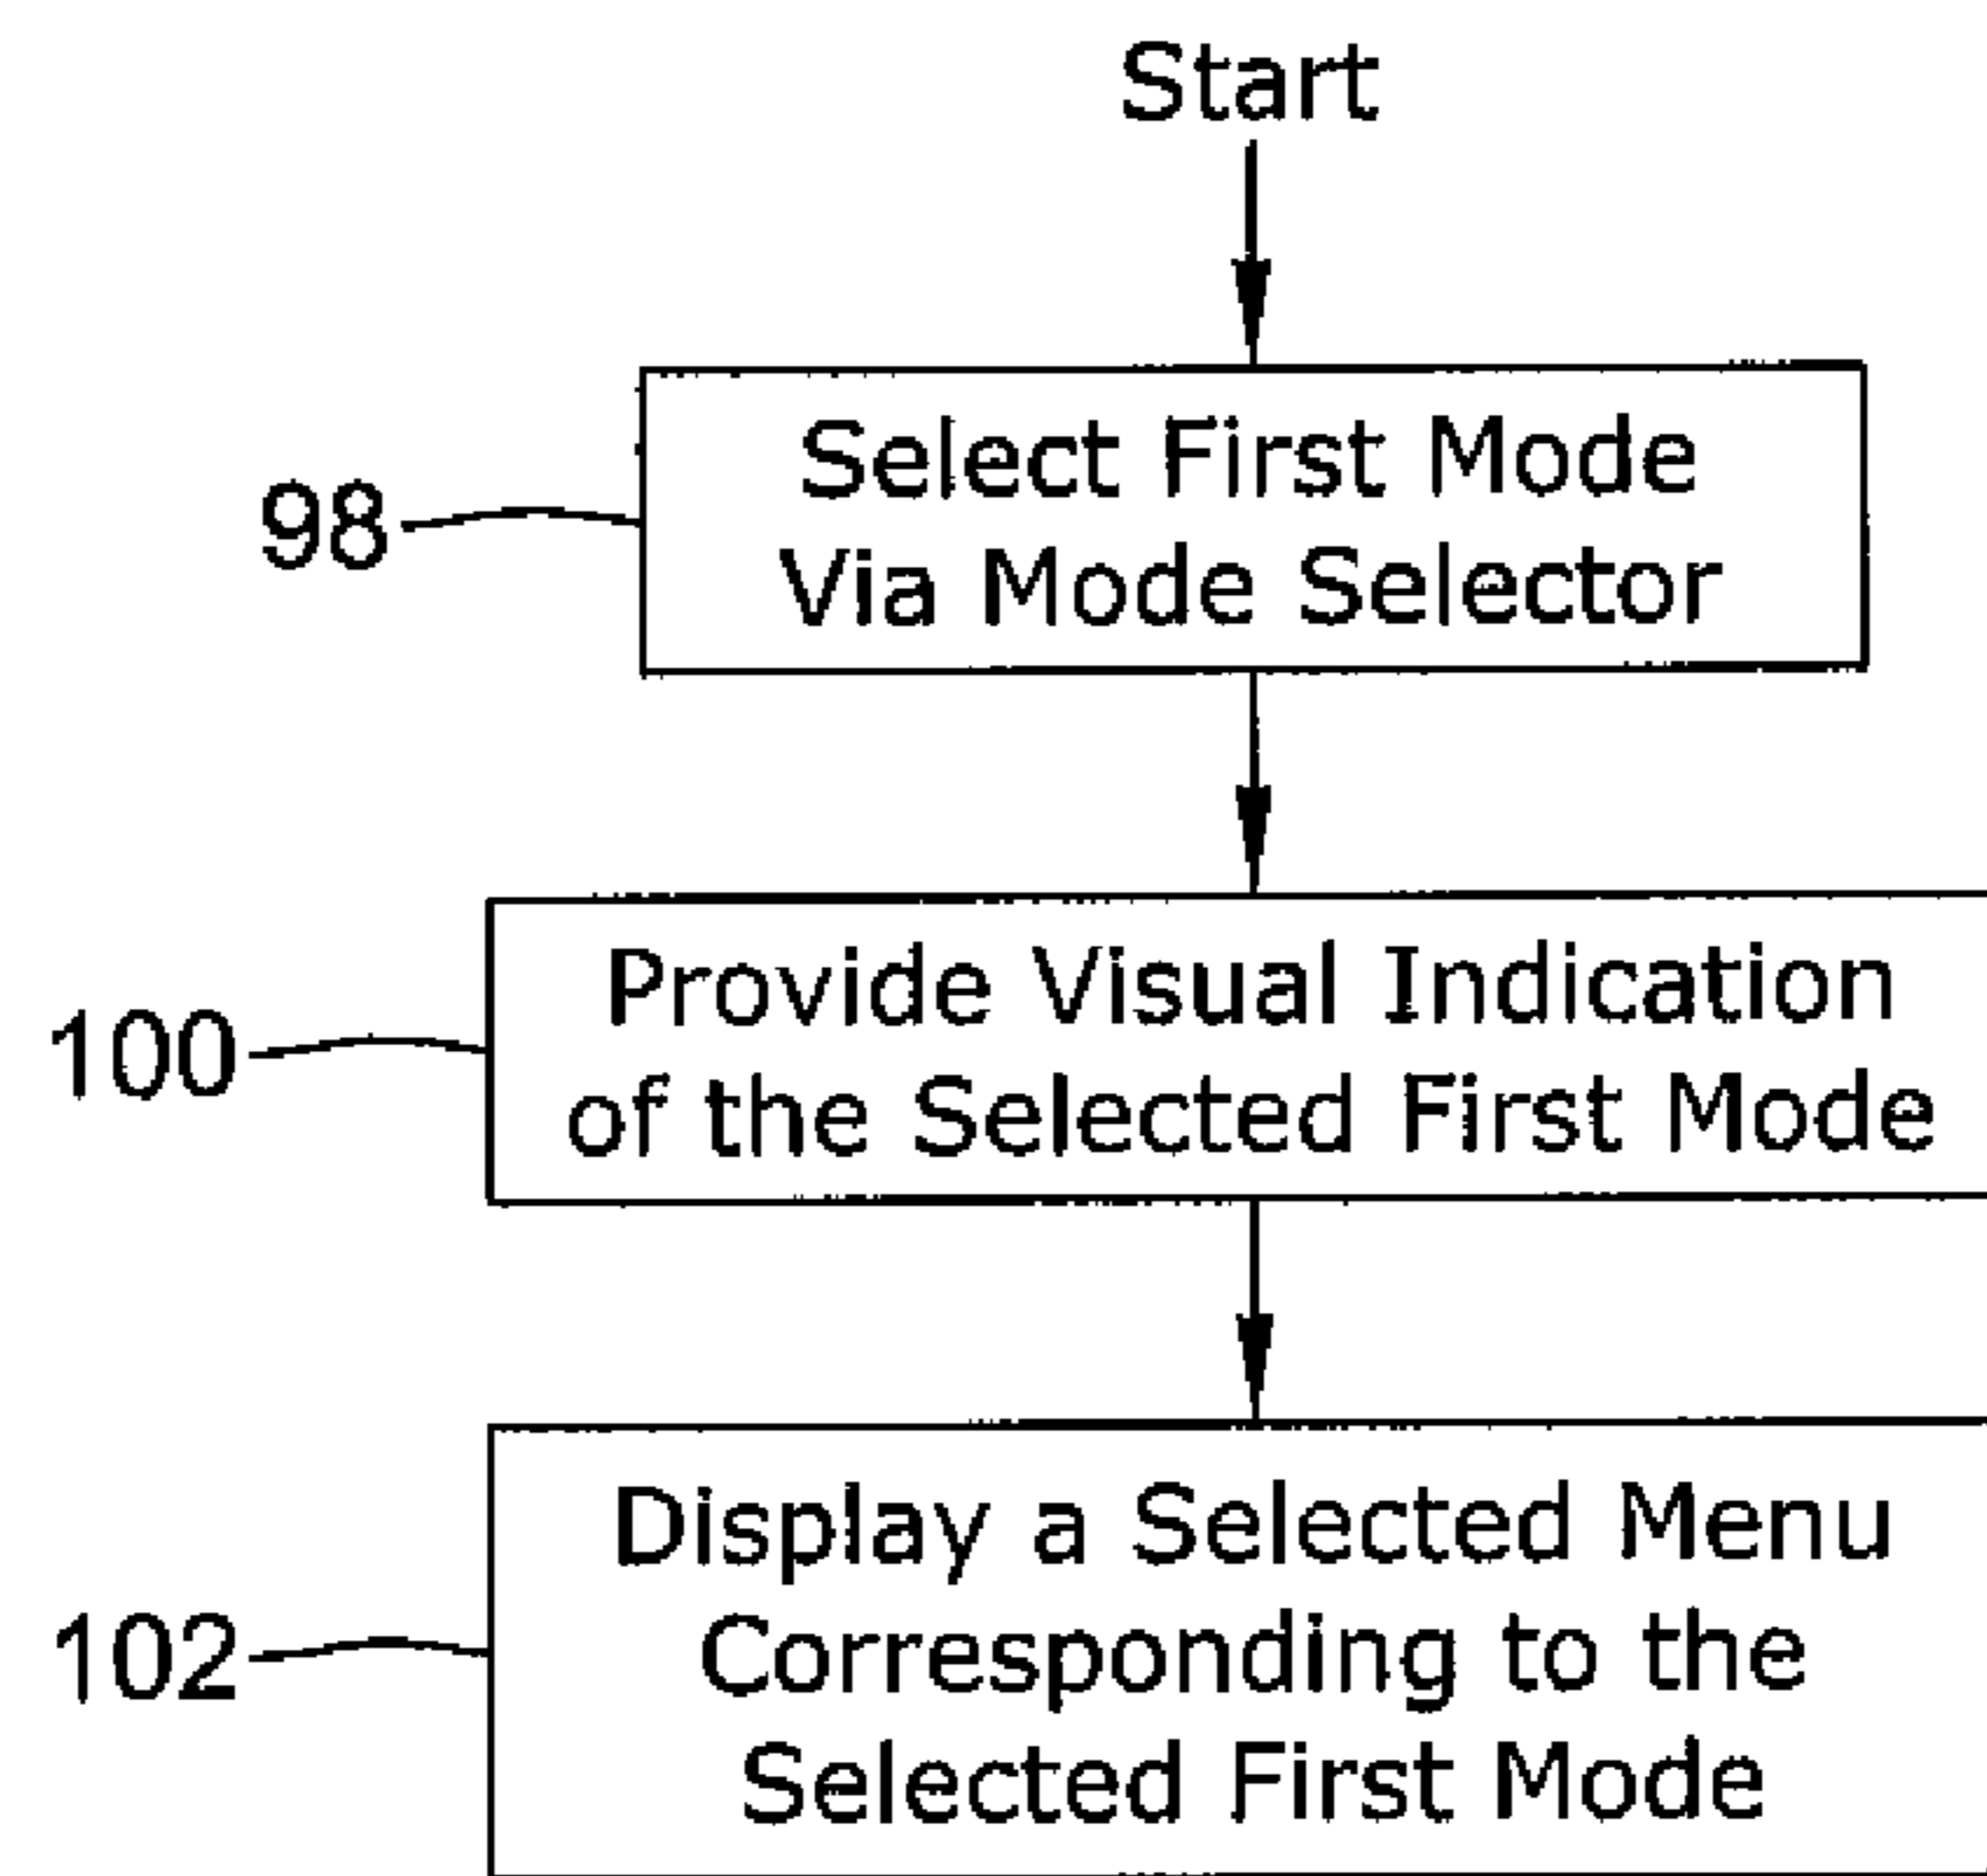 Start
98
Select First Mode
Via Mode Selector
100
Provide Visual Indication
of the Selected First Mode
102
Display a Selected Menu
Corresponding to the
Selected First Mode